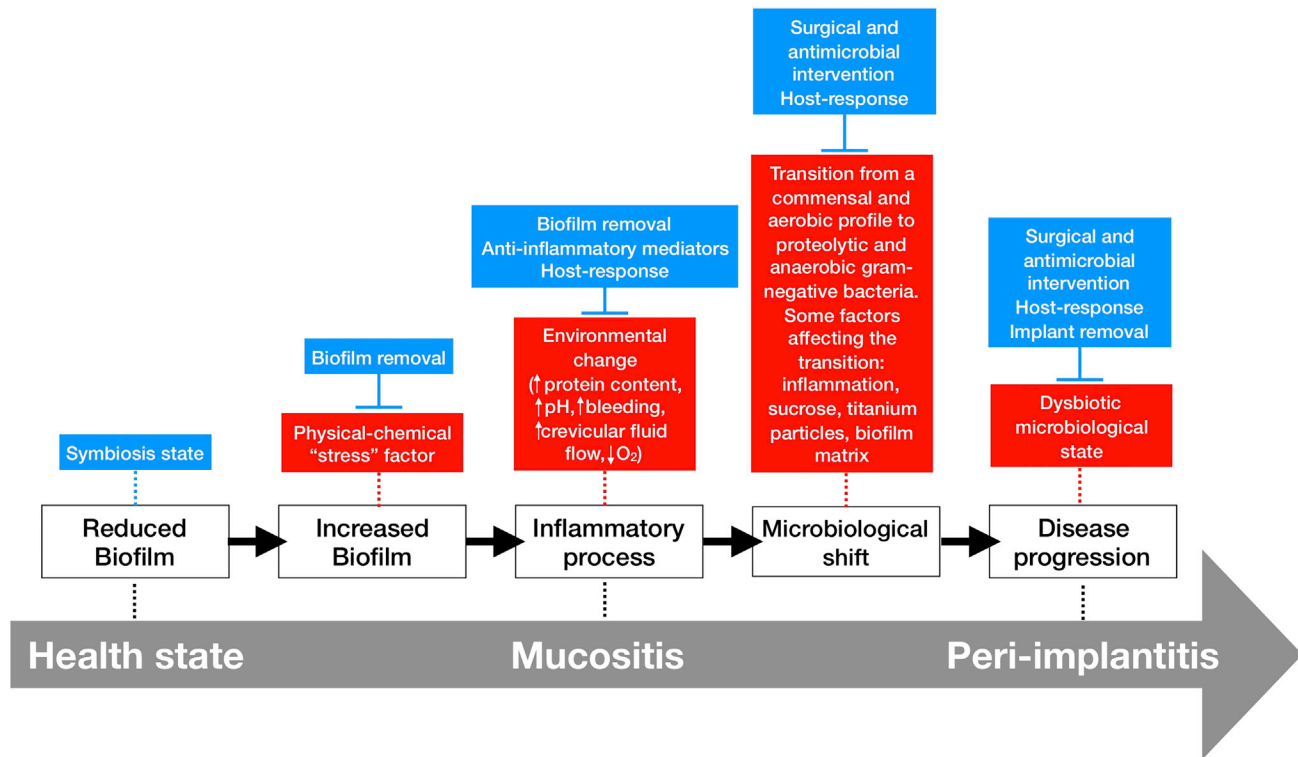 Surgical and
antimicrobial
intervention
Host-response
Transition from a
commensal and
aerobic profile to
proteolytic and
anaerobic gram-
negative bacteria.
Some factors
affecting the
transition:
inflammation,
sucrose, titanium
particles, biofilm
matrix
Biofilm removal
Anti-inflammatory mediators
Host-response
Environmental
change
(↑protein content,
↑pH,↑bleeding,
↑crevicular fluid
flow,↓O₂)
Surgical and
antimicrobial
intervention
Host-response
Implant removal
Dysbiotic
microbiological
state
Biofilm removal
Physical-chemical
“stress” factor
Symbiosis state
Reduced
Biofilm
Increased
Biofilm
Inflammatory
process
Microbiological
shift
Disease
progression
Health state
Mucositis
Peri-implantitis